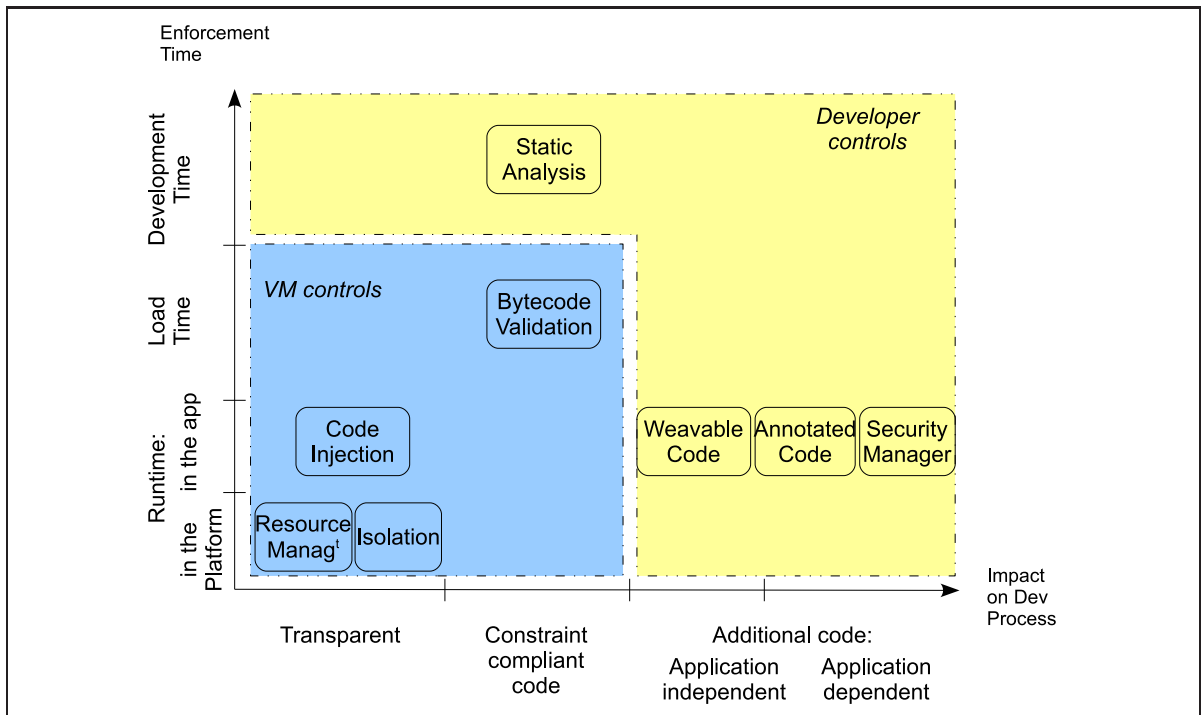 Enforcement
Time
Development
Time
Load
Time
Runtime:
in the app
in the
Platform
Developer
controls
Static
Analysis
VM controls
Bytecode
Validation
Code
Injection
Weavable
Code
Annotated
Code
Security
Manager
Resource
Managᵗ
Isolation
Impact
on Dev
Process
Transparent
Constraint
compliant
code
Additional code:
Application
independent
Application
dependent